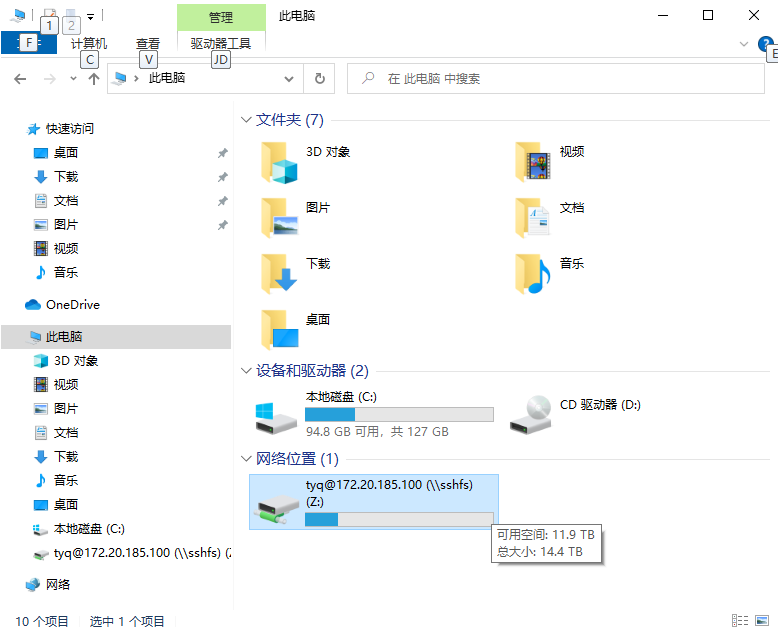 管理
此电脑
1
2
F
计算机
查看
驱动器工具
C
V
JD
?
E
此电脑
在 此电脑 中搜索
快速访问
桌面
下载
文档
图片
视频
音乐
OneDrive
此电脑
3D 对象
视频
图片
文档
下载
音乐
桌面
本地磁盘 (C:)
tyq@172.20.185.100 (\\sshfs) (Z
网络
文件夹 (7)
3D 对象
视频
图片
文档
下载
音乐
桌面
设备和驱动器 (2)
本地磁盘 (C:)
94.8 GB 可用，共 127 GB
CD 驱动器 (D:)
网络位置 (1)
tyq@172.20.185.100 (\\sshfs)
(Z:)
可用空间: 11.9 TB
总大小: 14.4 TB
10 个项目
选中 1 个项目